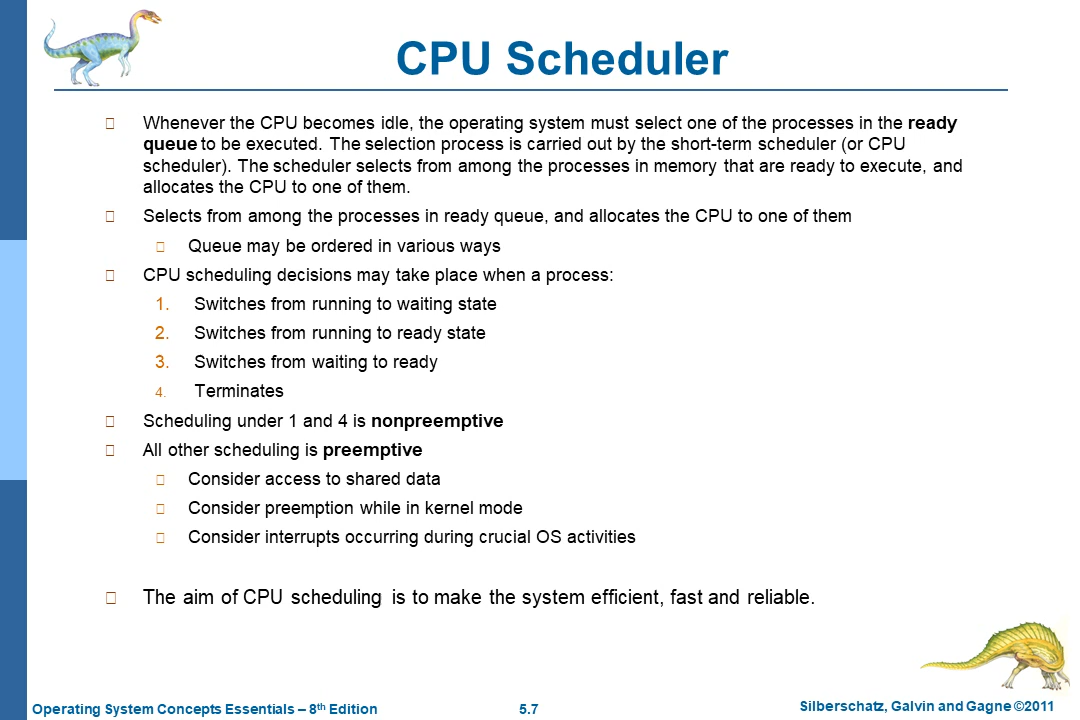 CPU Scheduler
Whenever the CPU becomes idle, the operating system must select one of the processes in the ready
queue to be executed. The selection process is carried out by the short-term scheduler (or CPU
scheduler). The scheduler selects from among the processes in memory that are ready to execute, and
allocates the CPU to one of them.
Selects from among the processes in ready queue, and allocates the CPU to one of them
Queue may be ordered in various ways
CPU scheduling decisions may take place when a process:
1. Switches from running to waiting state
2. Switches from running to ready state
3. Switches from waiting to ready
4. Terminates
Scheduling under 1 and 4 is nonpreemptive
All other scheduling is preemptive
Consider access to shared data
Consider preemption while in kernel mode
Consider interrupts occurring during crucial OS activities
The aim of CPU scheduling is to make the system efficient, fast and reliable.
Operating System Concepts Essentials – 8th Edition 5.7 Silberschatz, Galvin and Gagne ©2011